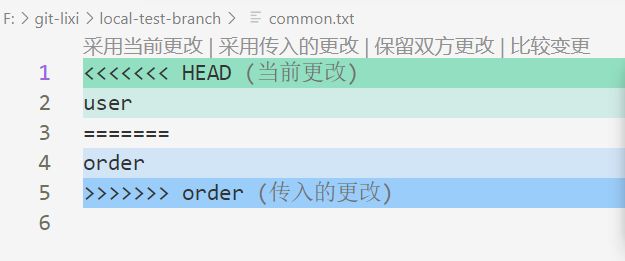 F: > git-lixi > local-test-branch > common.txt
采用当前更改 | 采用传入的更改 | 保留双方更改 | 比较变更
1 <<<<<<< HEAD (当前更改)
2 user
3 =======
4 order
5 >>>>>>> order (传入的更改)
6